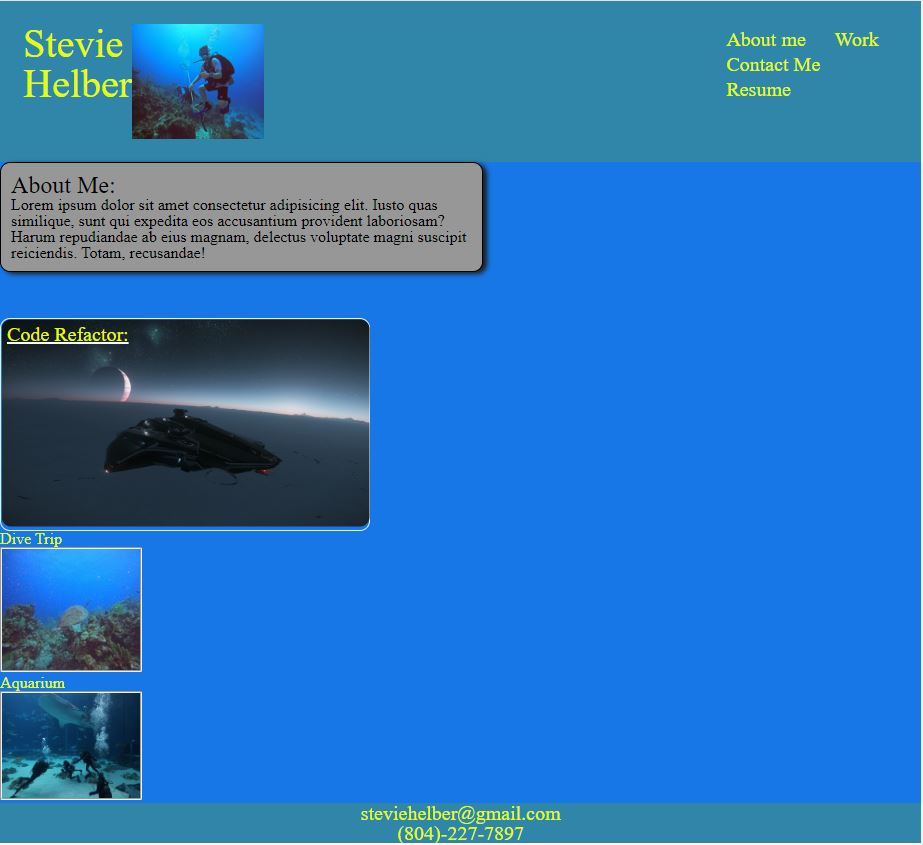 Stevie
Helber
About me Work
Contact Me
Resume
About Me:
Lorem ipsum dolor sit amet consectetur adipisicing elit. Iusto quas
similique, sunt qui expedita eos accusantium provident laboriosam?
Harum repudiandae ab eius magnam, delectus voluptate magni suscipit
reiciendis. Totam, recusandae!
Code Refactor:
Dive Trip
Aquarium
steviehelber@gmail.com
(804)-227-7897